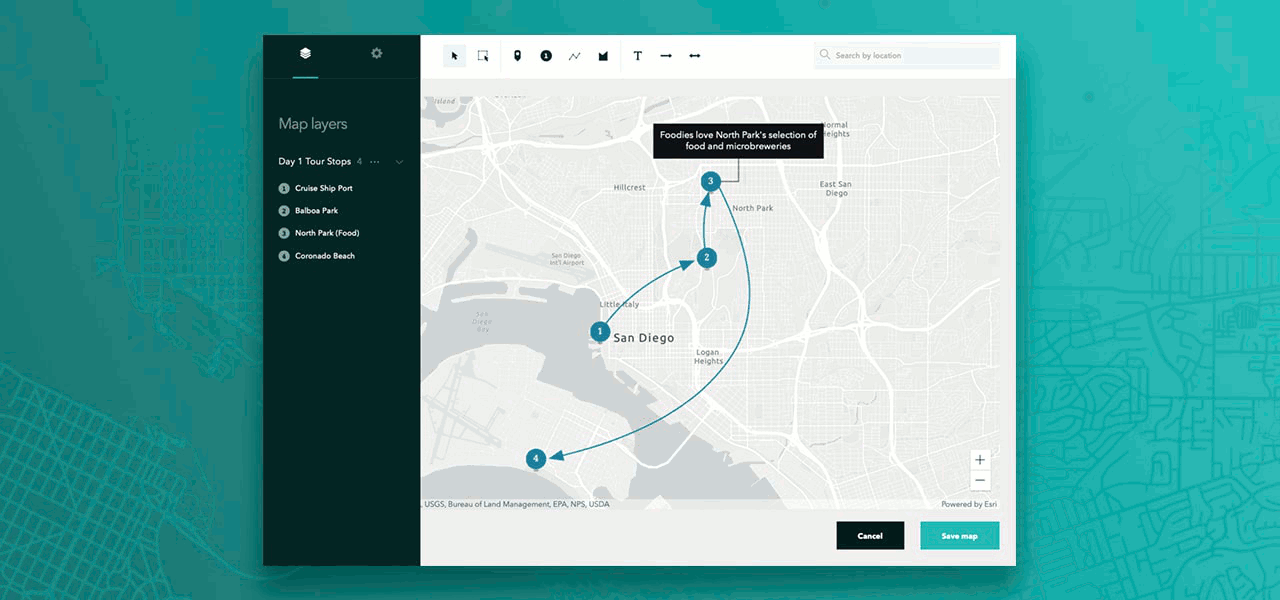 1
T
Search by location
Map layers
Day 1 Tour Stops 4 ...
1 Cruise Ship Port
2 Balboa Park
3 North Park (Food)
4 Coronado Beach
Island
Normal
Heights
Foodies love North Park's selection of
food and microbreweries
3
Hillcrest
East San
Diego
North Park
San Diego
Int'l Airport
2
Little Italy
San
Diego
Bay
1
San Diego
Logan
Heights
4
+
−
, USGS, Bureau of Land Management, EPA, NPS, USDA
Powered by Esri
Cancel
Save map